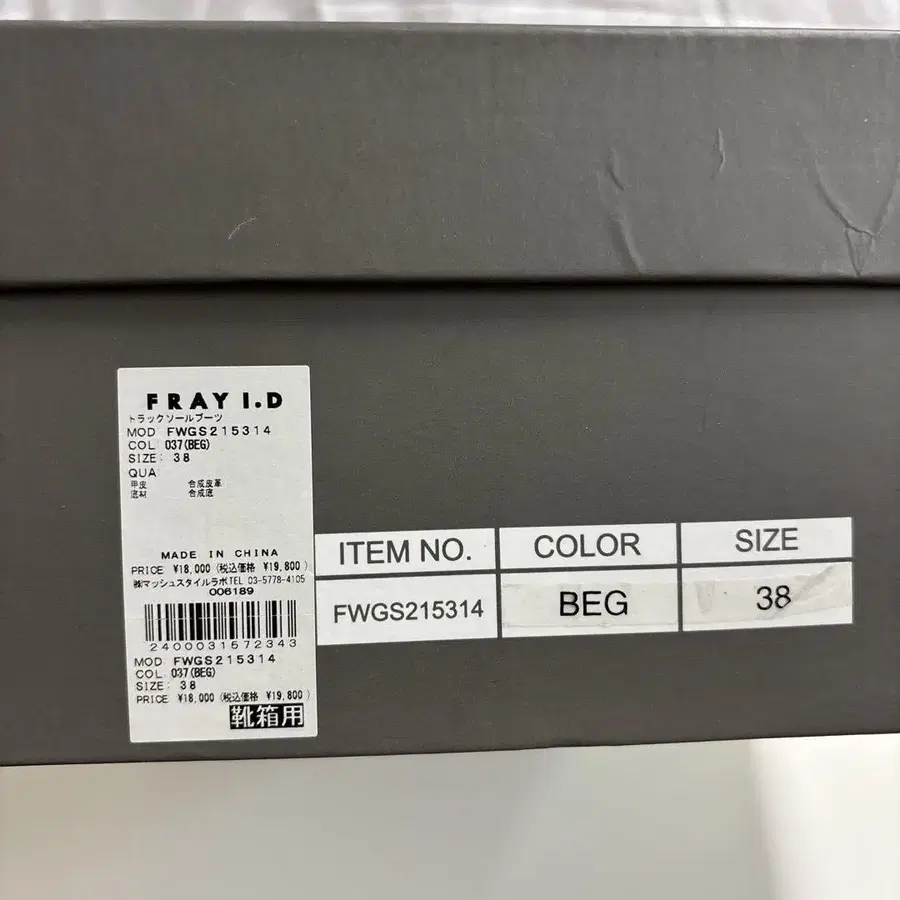 FRAY I.D
トラックソールブーツ
MOD FWGS215314
COL 037(BEG)
SIZE: 38
QUA
甲皮 合成皮革
底材 合成底
MADE IN CHINA
PRICE ¥18,000 (税込価格 ¥19,800)
㈱マッシュスタイルラボTEL 03-5778-4105
006189
2400031572343
MOD FWGS215314
COL 037(BEG)
SIZE: 38
PRICE ¥18,000 (税込価格 ¥19,800)
靴箱用
ITEM NO. COLOR SIZE
FWGS215314 BEG 38